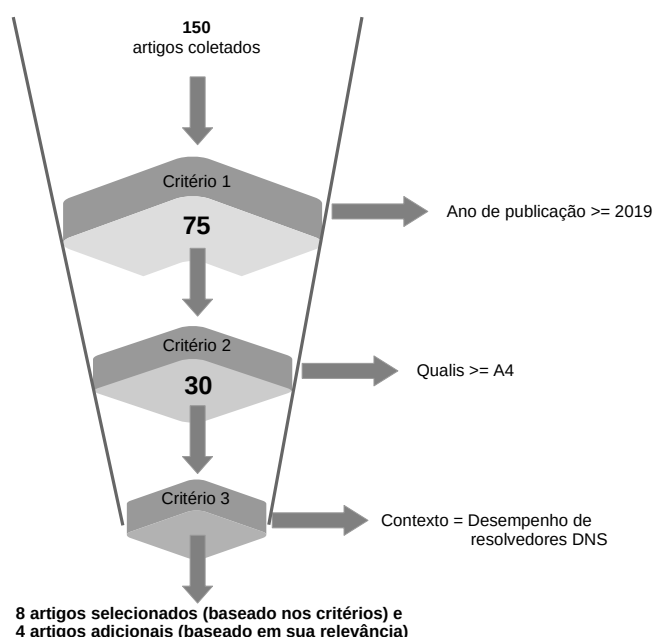 150
artigos coletados
Critério 1
75
Ano de publicação >= 2019
Critério 2
30
Qualis >= A4
Critério 3
Contexto = Desempenho de
resolvedores DNS
8 artigos selecionados (baseado nos critérios) e
4 artigos adicionais (baseado em sua relevância)